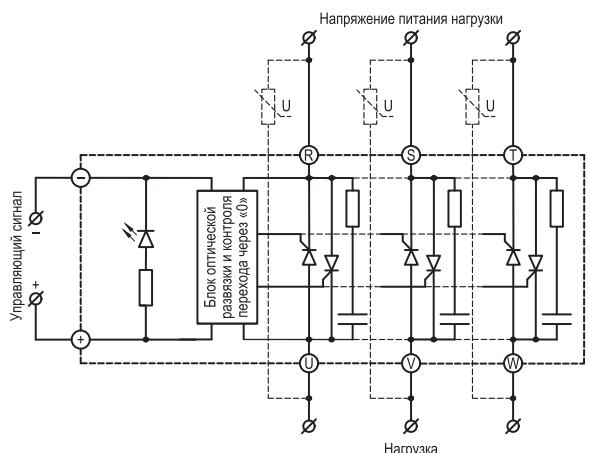 Напряжение питания нагрузки
U
U
U
R
S
T
−
Управляющий сигнал
−
+
Блок оптической
развязки и контроля
перехода через «0»
+
U
V
W
Нагрузка